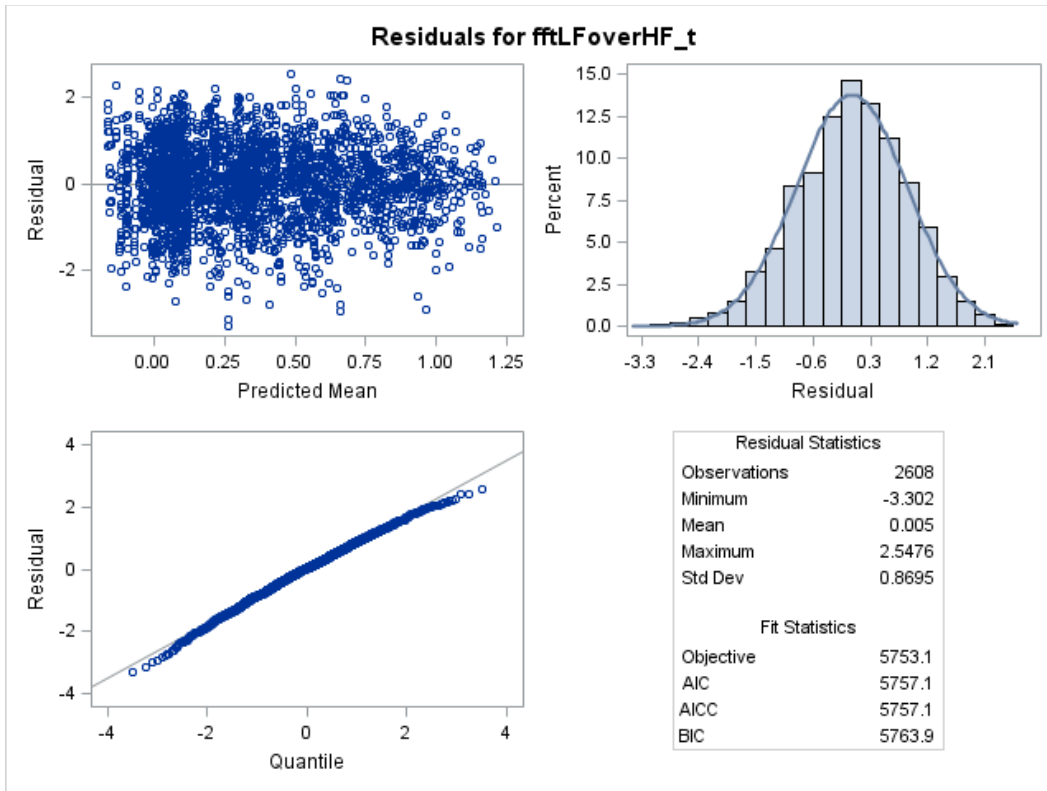 Residuals for fftLFoverHF_t
2
0
-2
Residual
0.00 0.25 0.50 0.75 1.00 1.25
Predicted Mean
15.0
12.5
10.0
7.5
5.0
2.5
0.0
Percent
-3.3 -2.4 -1.5 -0.6 0.3 1.2 2.1
Residual
4
2
0
-2
-4
Residual
-4 -2 0 2 4
Quantile
Residual Statistics
Observations 2608
Minimum -3.302
Mean 0.005
Maximum 2.5476
Std Dev 0.8695
Fit Statistics
Objective 5753.1
AIC 5757.1
AICC 5757.1
BIC 5763.9